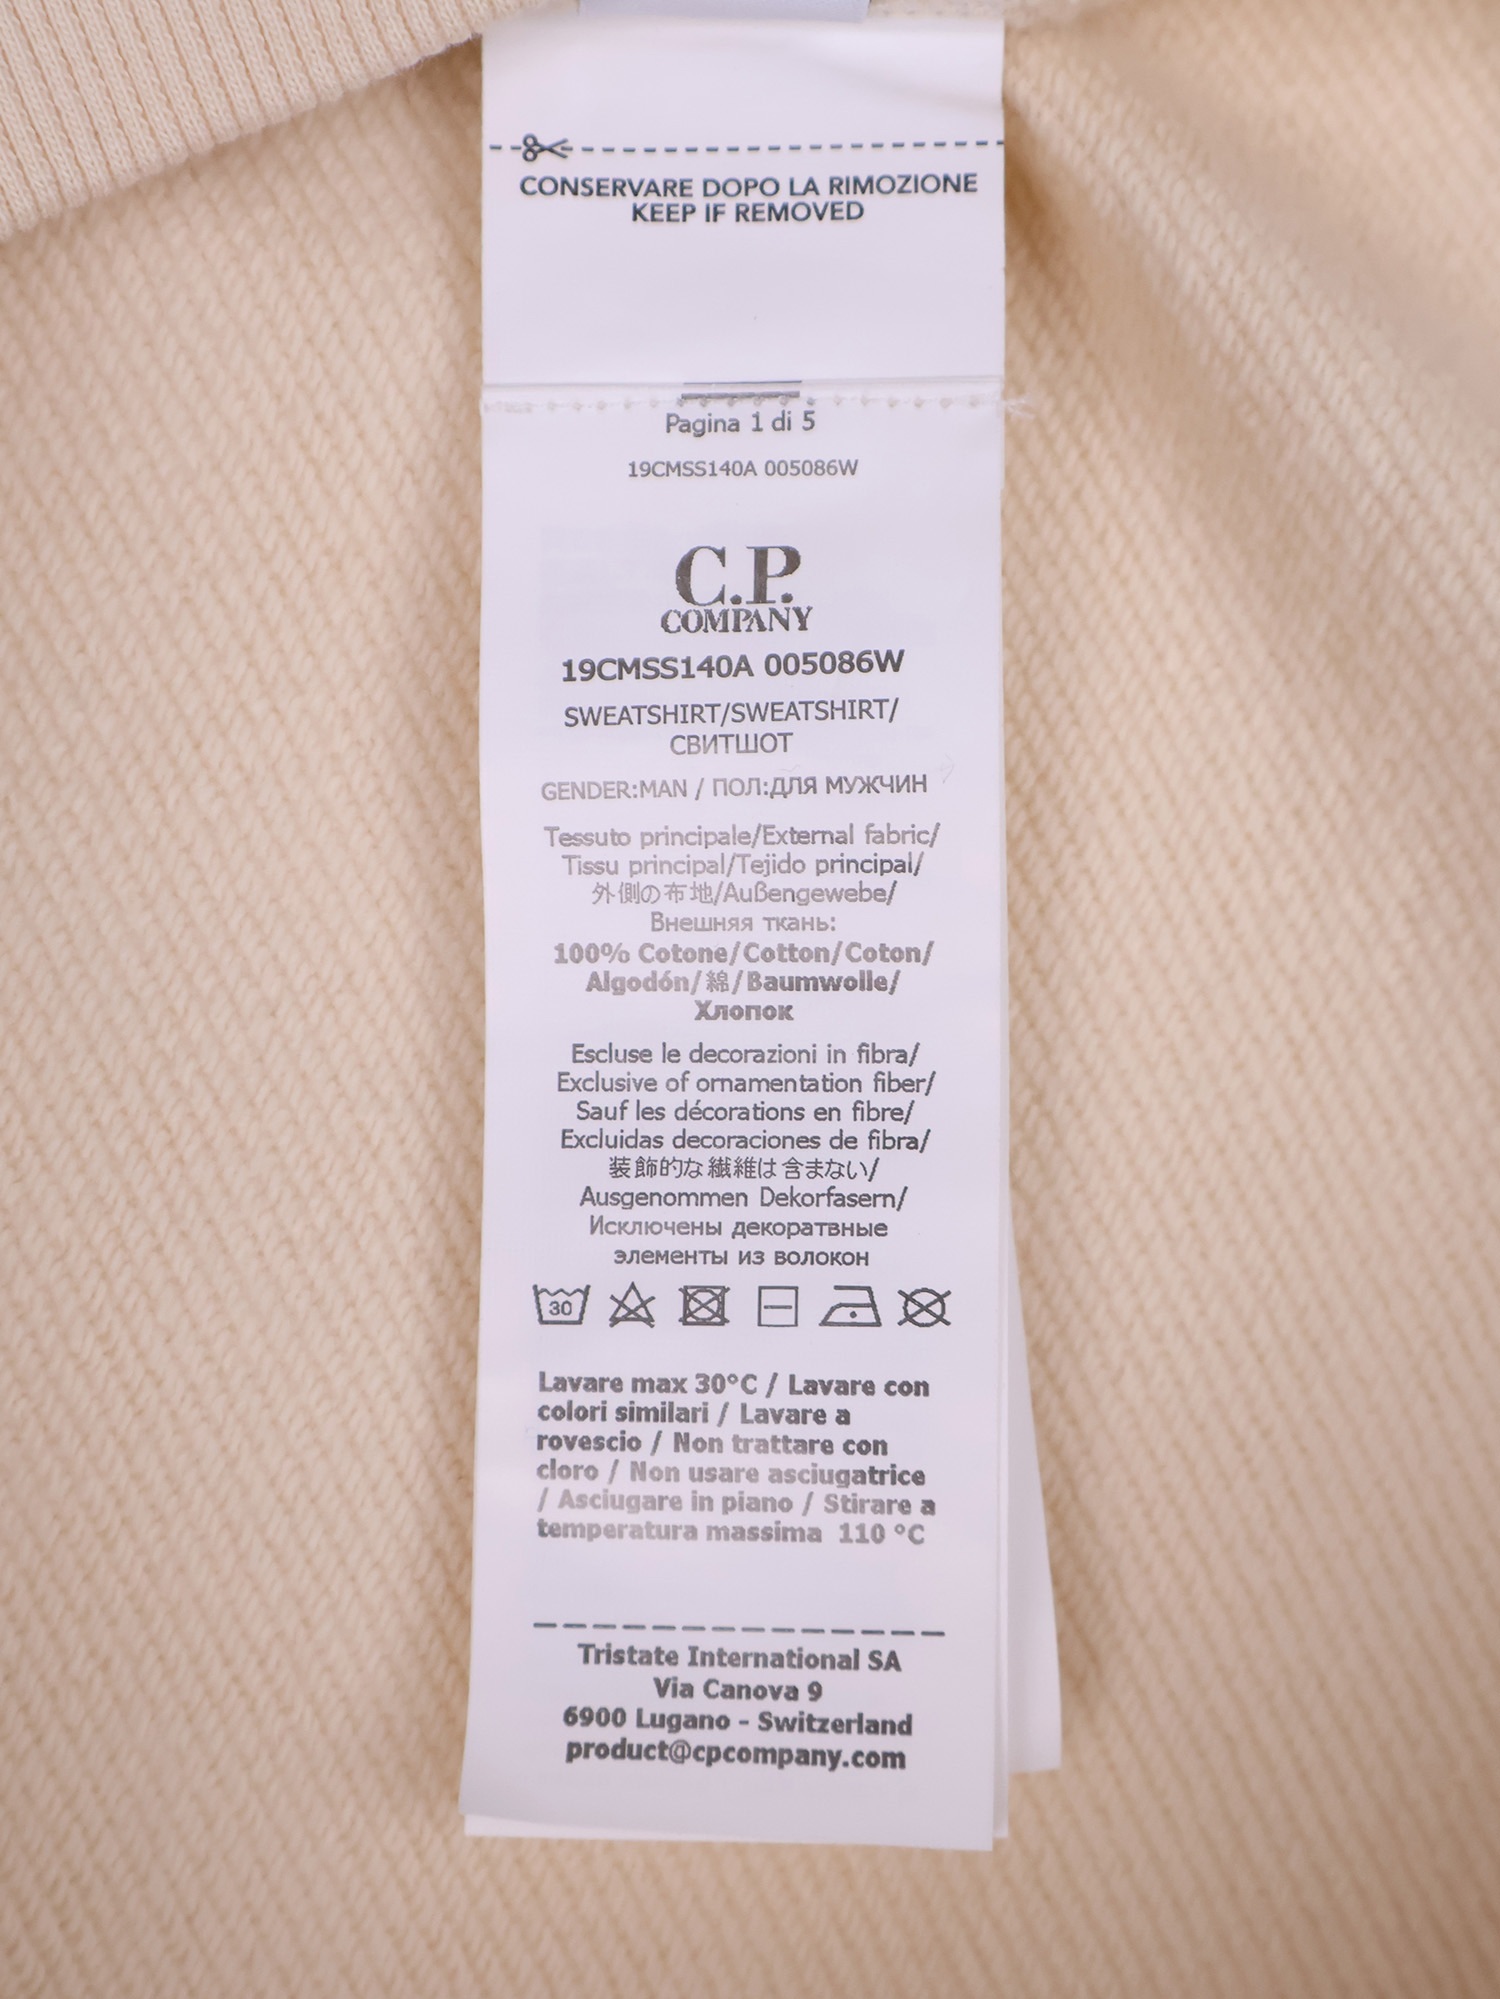 CONSERVARE DOPO LA RIMOZIONE
KEEP IF REMOVED
Pagina 1 di 5
19CMSS140A 005086W
C.P.
COMPANY
19CMSS140A 005086W
SWEATSHIRT/SWEATSHIRT/
СВИТШОТ
GENDER:MAN / ПОЛ:ДЛЯ МУЖЧИН
Tessuto principale/External fabric/
Tissu principal/Tejido principal/
外側の布地/Außengewebe/
Внешняя ткань:
100% Cotone/Cotton/Coton/
Algodón/綿/Baumwolle/
Хлопок
Escluse le decorazioni in fibra/
Exclusive of ornamentation fiber/
Sauf les décorations en fibre/
Excluidas decoraciones de fibra/
装飾的な繊維は含まない/
Ausgenommen Dekorfasern/
Исключены декоратвные
элементы из волокон
30
Lavare max 30°C / Lavare con
colori similari / Lavare a
rovescio / Non trattare con
cloro / Non usare asciugatrice
/ Asciugare in piano / Stirare a
temperatura massima 110 °C
Tristate International SA
Via Canova 9
6900 Lugano - Switzerland
product@cpcompany.com